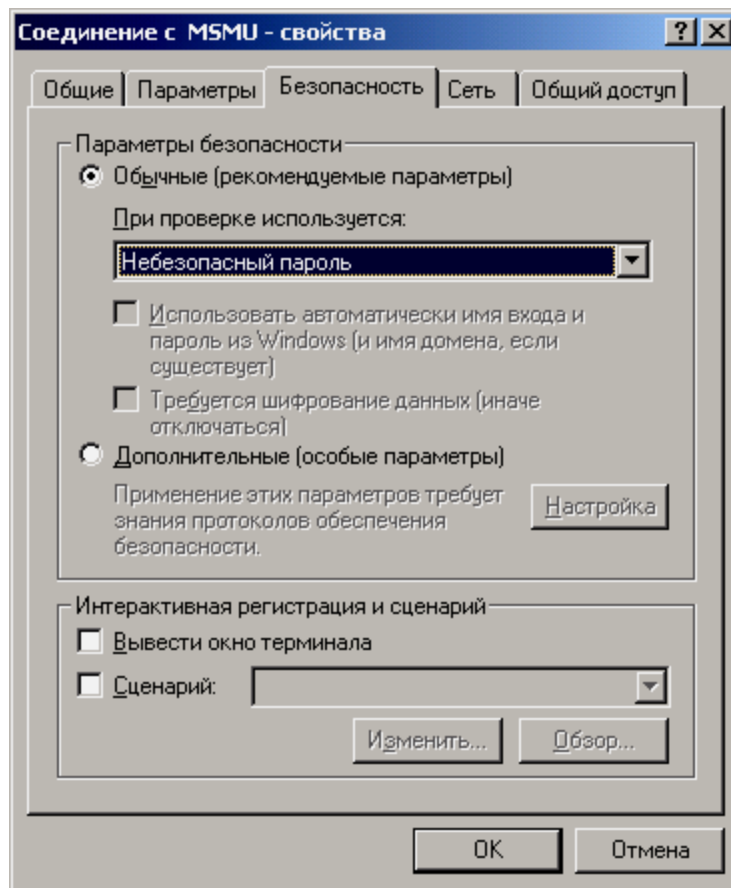 Соединение с MSMU - свойства
Общие Параметры Безопасность Сеть Общий доступ
Параметры безопасности
Обычные (рекомендуемые параметры)
При проверке используется:
Небезопасный пароль
Использовать автоматически имя входа и
пароль из Windows (и имя домена, если
существует)
Требуется шифрование данных (иначе
отключаться)
Дополнительные (особые параметры)
Применение этих параметров требует
знания протоколов обеспечения
безопасности.
Настройка
Интерактивная регистрация и сценарий
Вывести окно терминала
Сценарий:
Изменить... Обзор...
OK Отмена